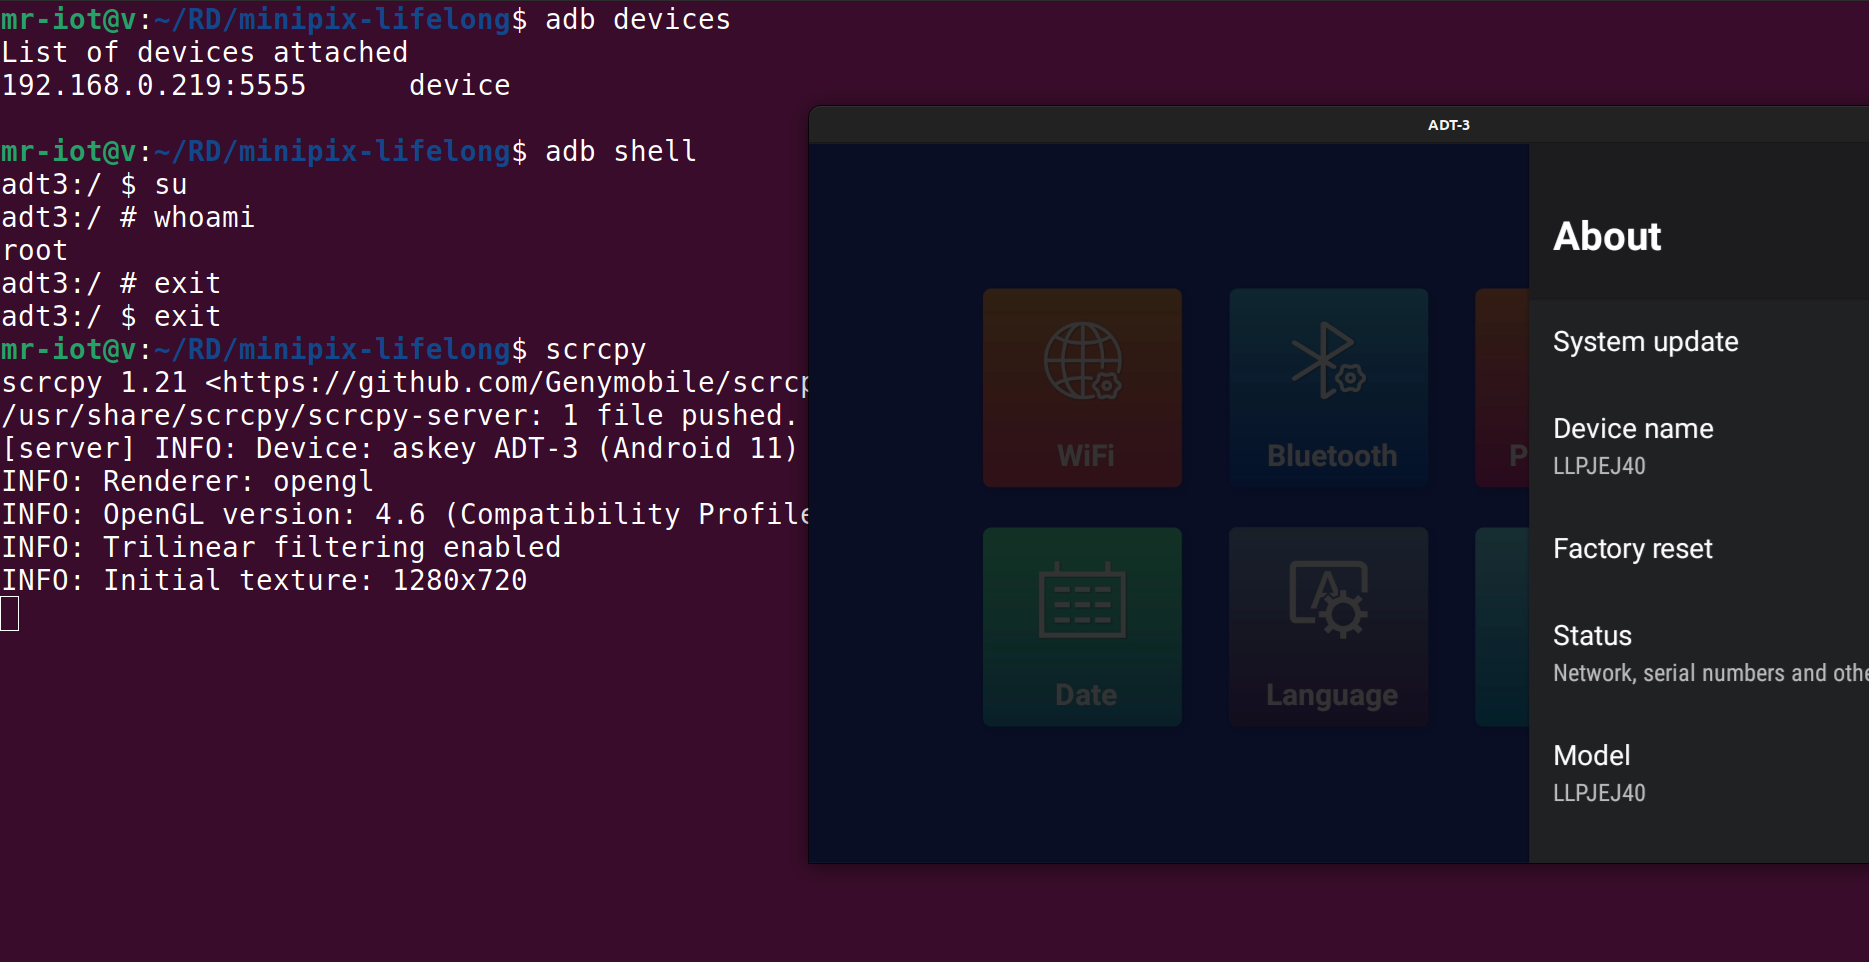 mr-iot@v:~/RD/minipix-lifelong$ adb devices
List of devices attached
192.168.0.219:5555      device
mr-iot@v:~/RD/minipix-lifelong$ adb shell
adt3:/ $ su
adt3:/ # whoami
root
adt3:/ # exit
adt3:/ $ exit
mr-iot@v:~/RD/minipix-lifelong$ scrcpy
scrcpy 1.21 <https://github.com/Genymobile/scrcp
/usr/share/scrcpy/scrcpy-server: 1 file pushed.
[server] INFO: Device: askey ADT-3 (Android 11)
INFO: Renderer: opengl
INFO: OpenGL version: 4.6 (Compatibility Profile
INFO: Trilinear filtering enabled
INFO: Initial texture: 1280x720
ADT-3
WiFi
Bluetooth
P
Date
Language
About
System update
Device name
LLPJEJ40
Factory reset
Status
Network, serial numbers and othe
Model
LLPJEJ40